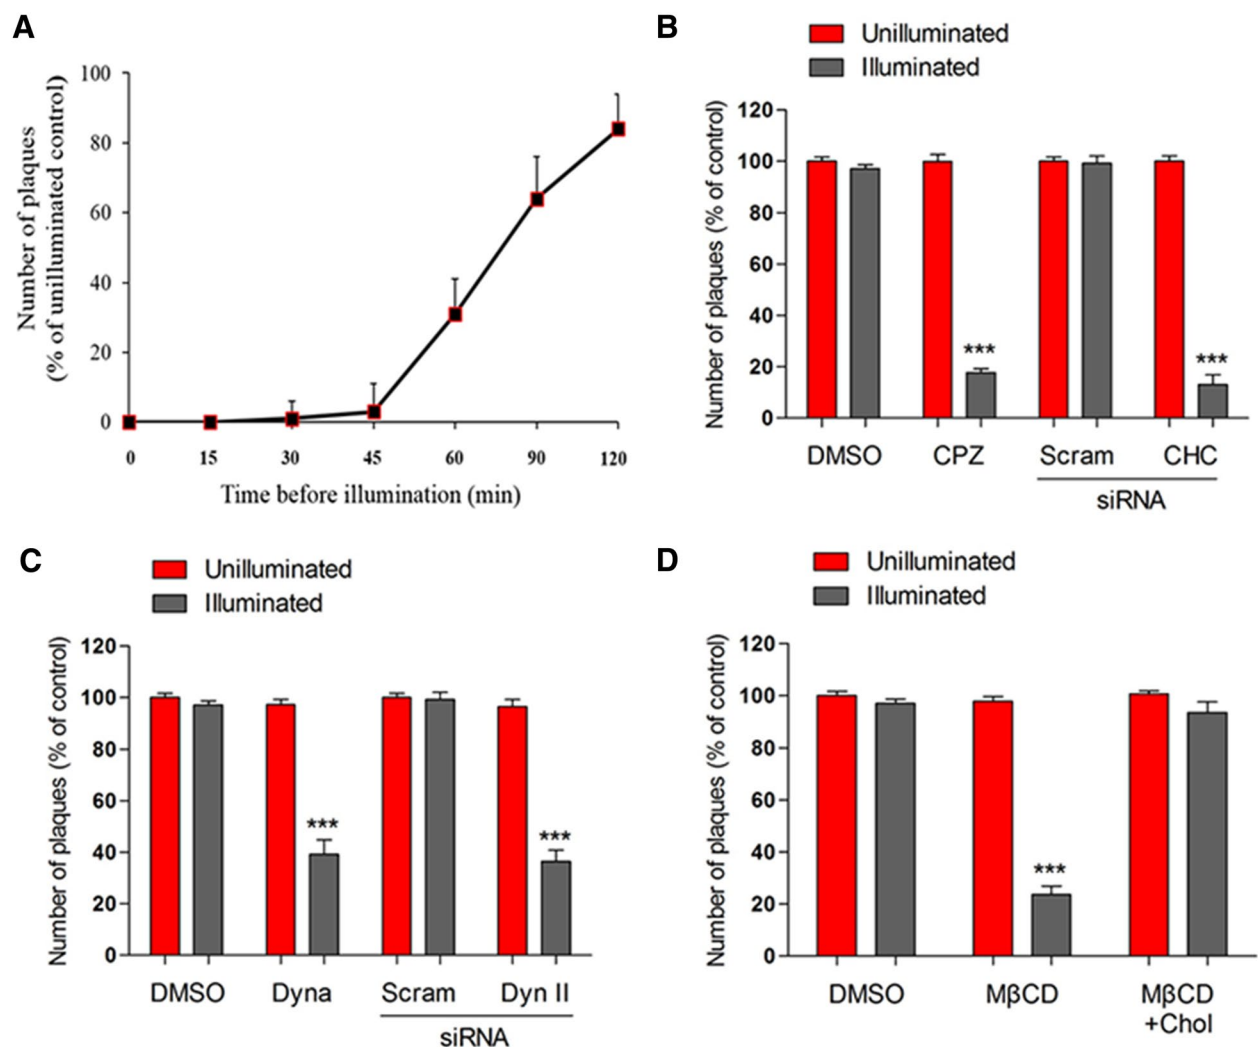 A
Number of plaques
(% of unilluminated control)
100
80
60
40
20
0
0 15 30 45 60 90 120
Time before illumination (min)
B
Unilluminated
Illuminated
Number of plaques (% of control)
120
100
80
60
40
20
0
***
***
DMSO CPZ Scram CHC
siRNA
C
Unilluminated
Illuminated
Number of plaques (% of control)
120
100
80
60
40
20
0
***
***
DMSO Dyna Scram Dyn II
siRNA
D
Unilluminated
Illuminated
Number of plaques (% of control)
120
100
80
60
40
20
0
***
DMSO MβCD MβCD
+Chol